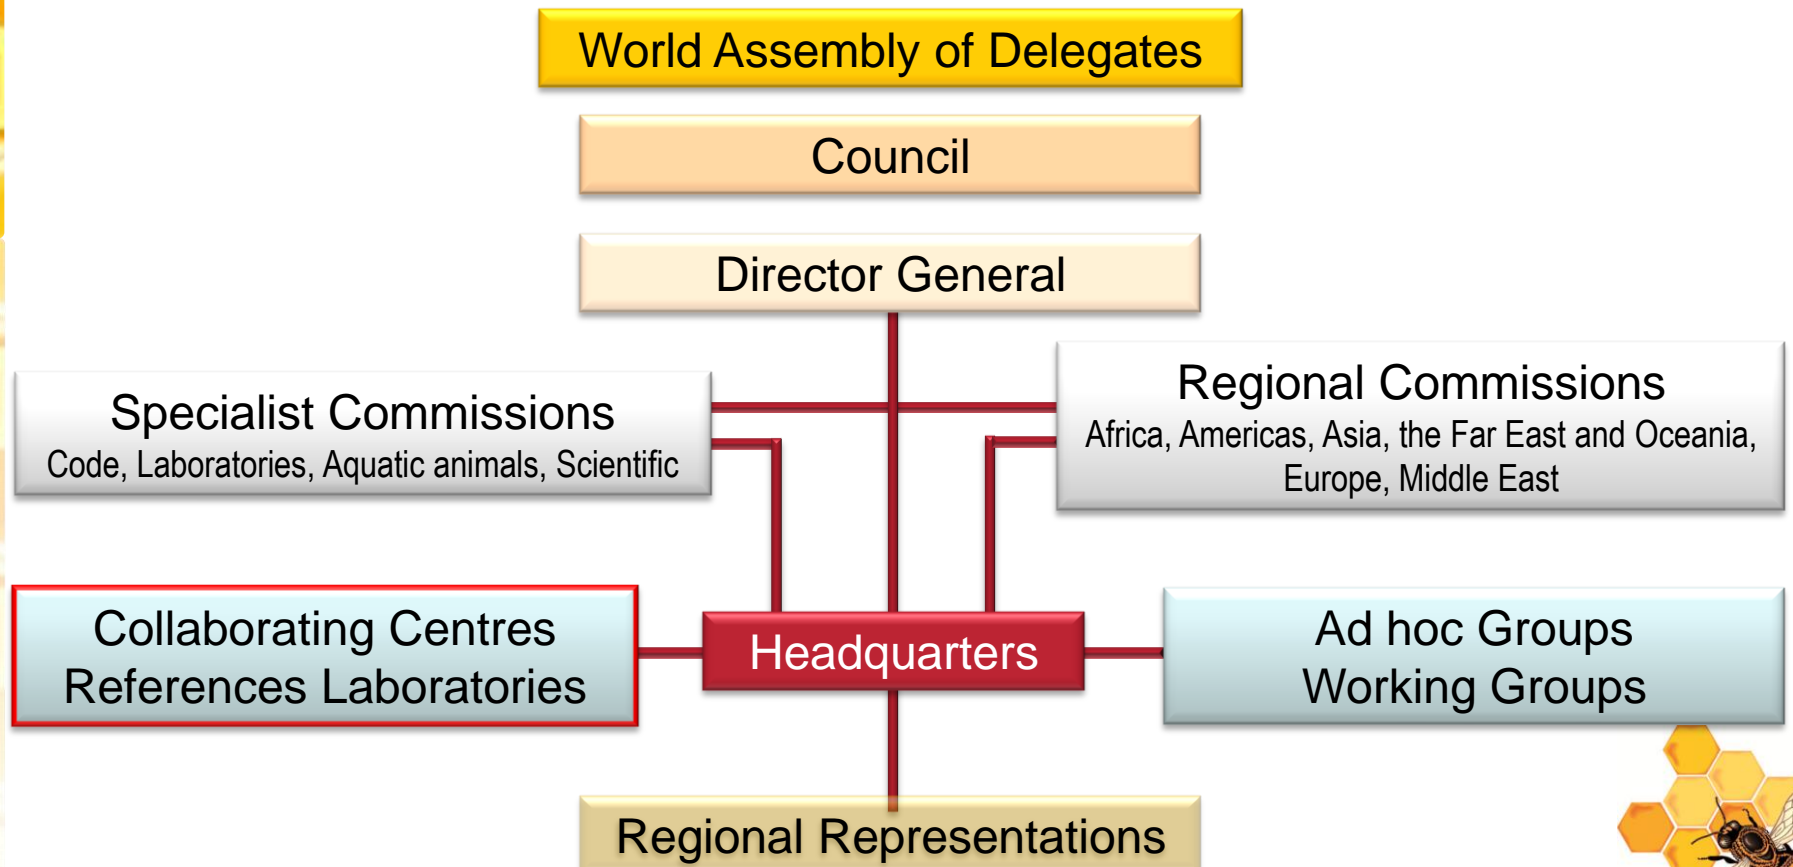 World Assembly of Delegates
Council
Director General
Specialist Commissions
Code, Laboratories, Aquatic animals, Scientific
Regional Commissions
Africa, Americas, Asia, the Far East and Oceania,
Europe, Middle East
Collaborating Centres
References Laboratories
Headquarters
Ad hoc Groups
Working Groups
Regional Representations